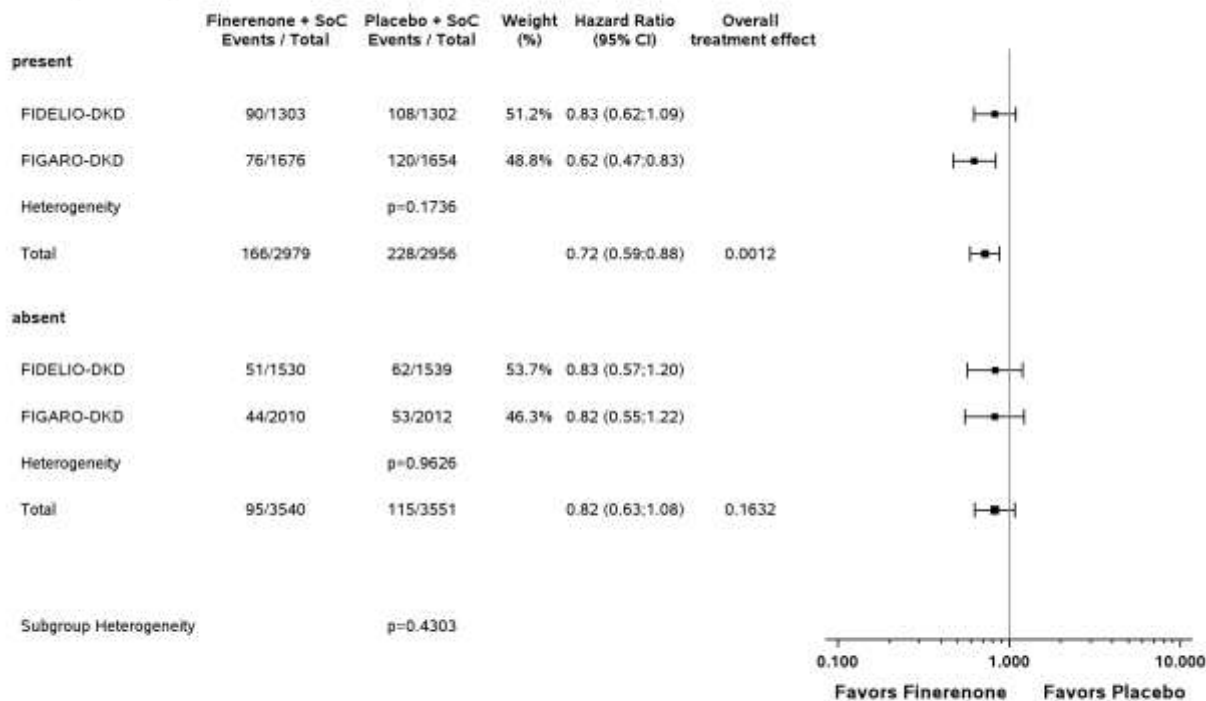 Finerenone + SoC Placebo + SoC Weight Hazard Ratio Overall
Events / Total Events / Total (%) (95% CI) treatment effect
present
FIDELIO-DKD 90/1303 108/1302 51.2% 0.83 (0.62;1.09)
FIGARO-DKD 76/1676 120/1654 48.8% 0.62 (0.47;0.83)
Heterogeneity p=0.1736
Total 166/2979 228/2956 0.72 (0.59;0.88) 0.0012
absent
FIDELIO-DKD 51/1530 62/1539 53.7% 0.83 (0.57;1.20)
FIGARO-DKD 44/2010 53/2012 46.3% 0.82 (0.55;1.22)
Heterogeneity p=0.9626
Total 95/3540 115/3551 0.82 (0.63;1.08) 0.1632
Subgroup Heterogeneity p=0.4303
0.100 1.000 10.000
Favors Finerenone Favors Placebo